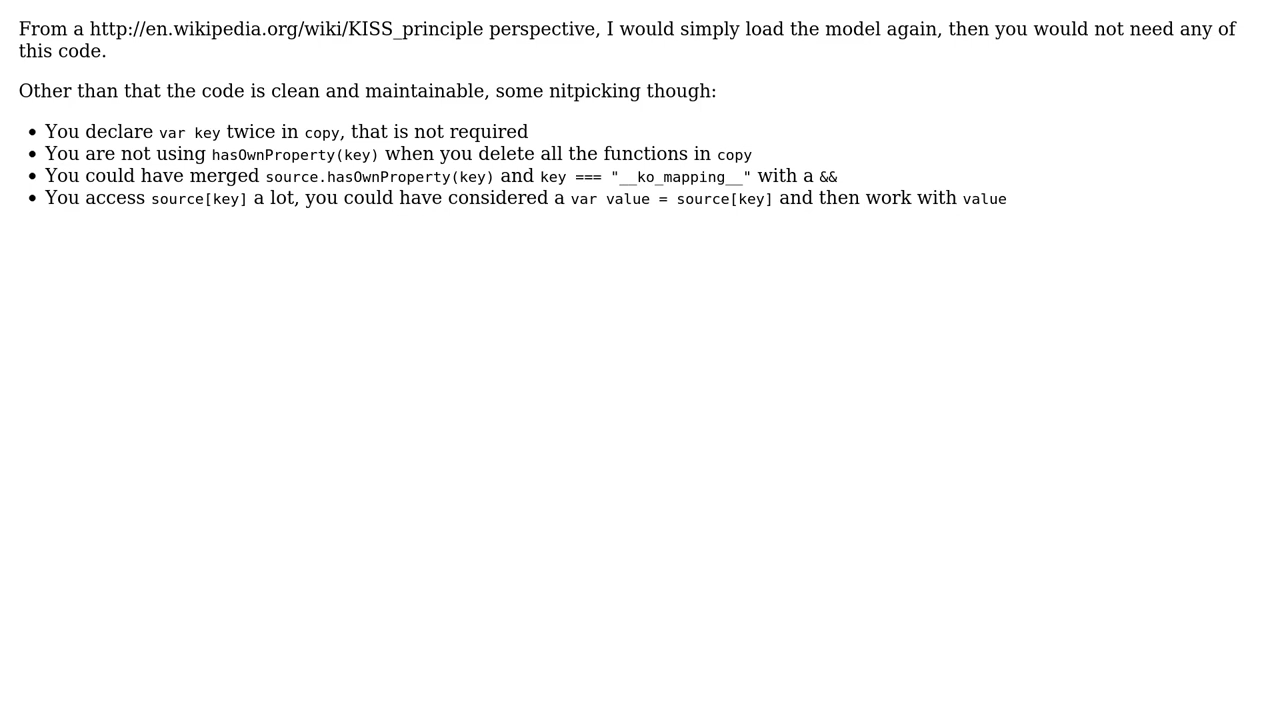 From a http://en.wikipedia.org/wiki/KISS_principle perspective, I would simply load the model again, then you would not need any of
this code.
Other than that the code is clean and maintainable, some nitpicking though:
• You declare var key twice in copy, that is not required
• You are not using hasOwnProperty(key) when you delete all the functions in copy
• You could have merged source.hasOwnProperty(key) and key === "__ko_mapping__" with a &&
• You access source[key] a lot, you could have considered a var value = source[key] and then work with value